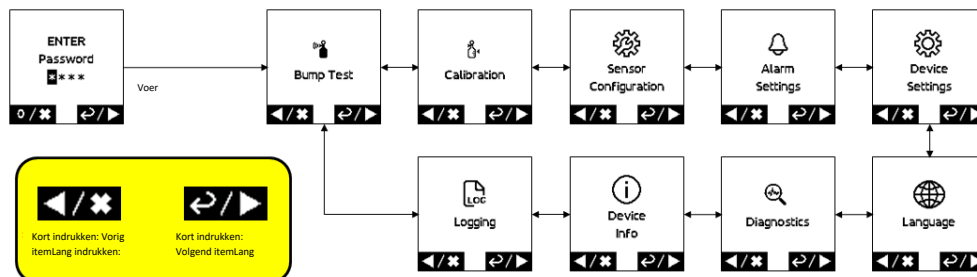 ENTER
Password
****
0/✖ ↵/▶
Voer
Bump Test
◀/✖ ↵/▶
Calibration
◀/✖ ↵/▶
Sensor
Configuration
◀/✖ ↵/▶
Alarm
Settings
◀/✖ ↵/▶
Device
Settings
◀/✖ ↵/▶
LOG
Logging
◀/✖ ↵/▶
Device
Info
◀/✖ ↵/▶
Diagnostics
◀/✖ ↵/▶
Language
◀/✖ ↵/▶
◀/✖
Kort indrukken: Vorig
itemLang indrukken:
↵/▶
Kort indrukken:
Volgend itemLang